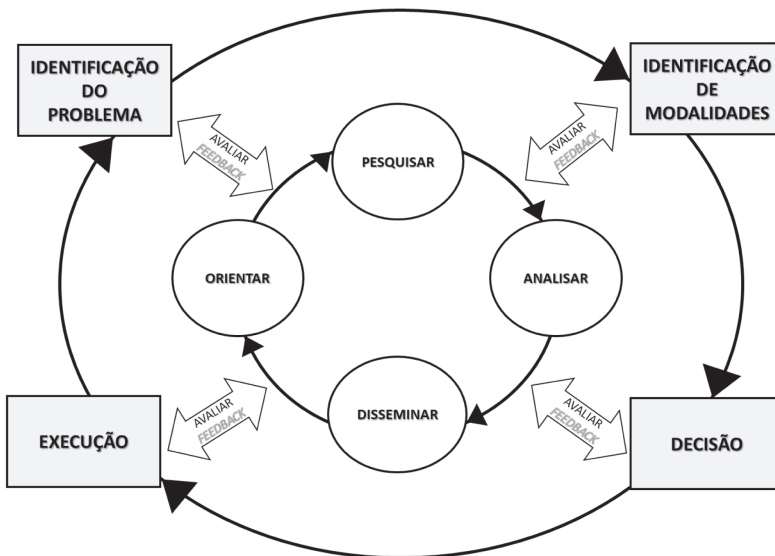 IDENTIFICAÇÃO
DO
PROBLEMA
IDENTIFICAÇÃO
DE
MODALIDADES
AVALIAR
FEEDBACK
AVALIAR
FEEDBACK
PESQUISAR
ORIENTAR
ANALISAR
DISSEMINAR
AVALIAR
FEEDBACK
AVALIAR
FEEDBACK
EXECUÇÃO
DECISÃO